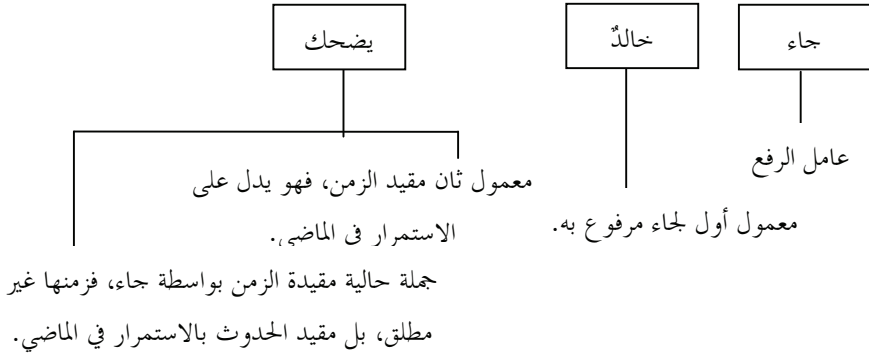 جاء
خالدٌ
يضحك
عامل الرفع
معمول أول لجاء مرفوع به.
معمول ثان مقيد الزمن، فهو يدل على
الاستمرار في الماضي.
جملة حالية مقيدة الزمن بواسطة جاء، فزمنها غير
مطلق، بل مقيد الحدوث بالاستمرار في الماضي.